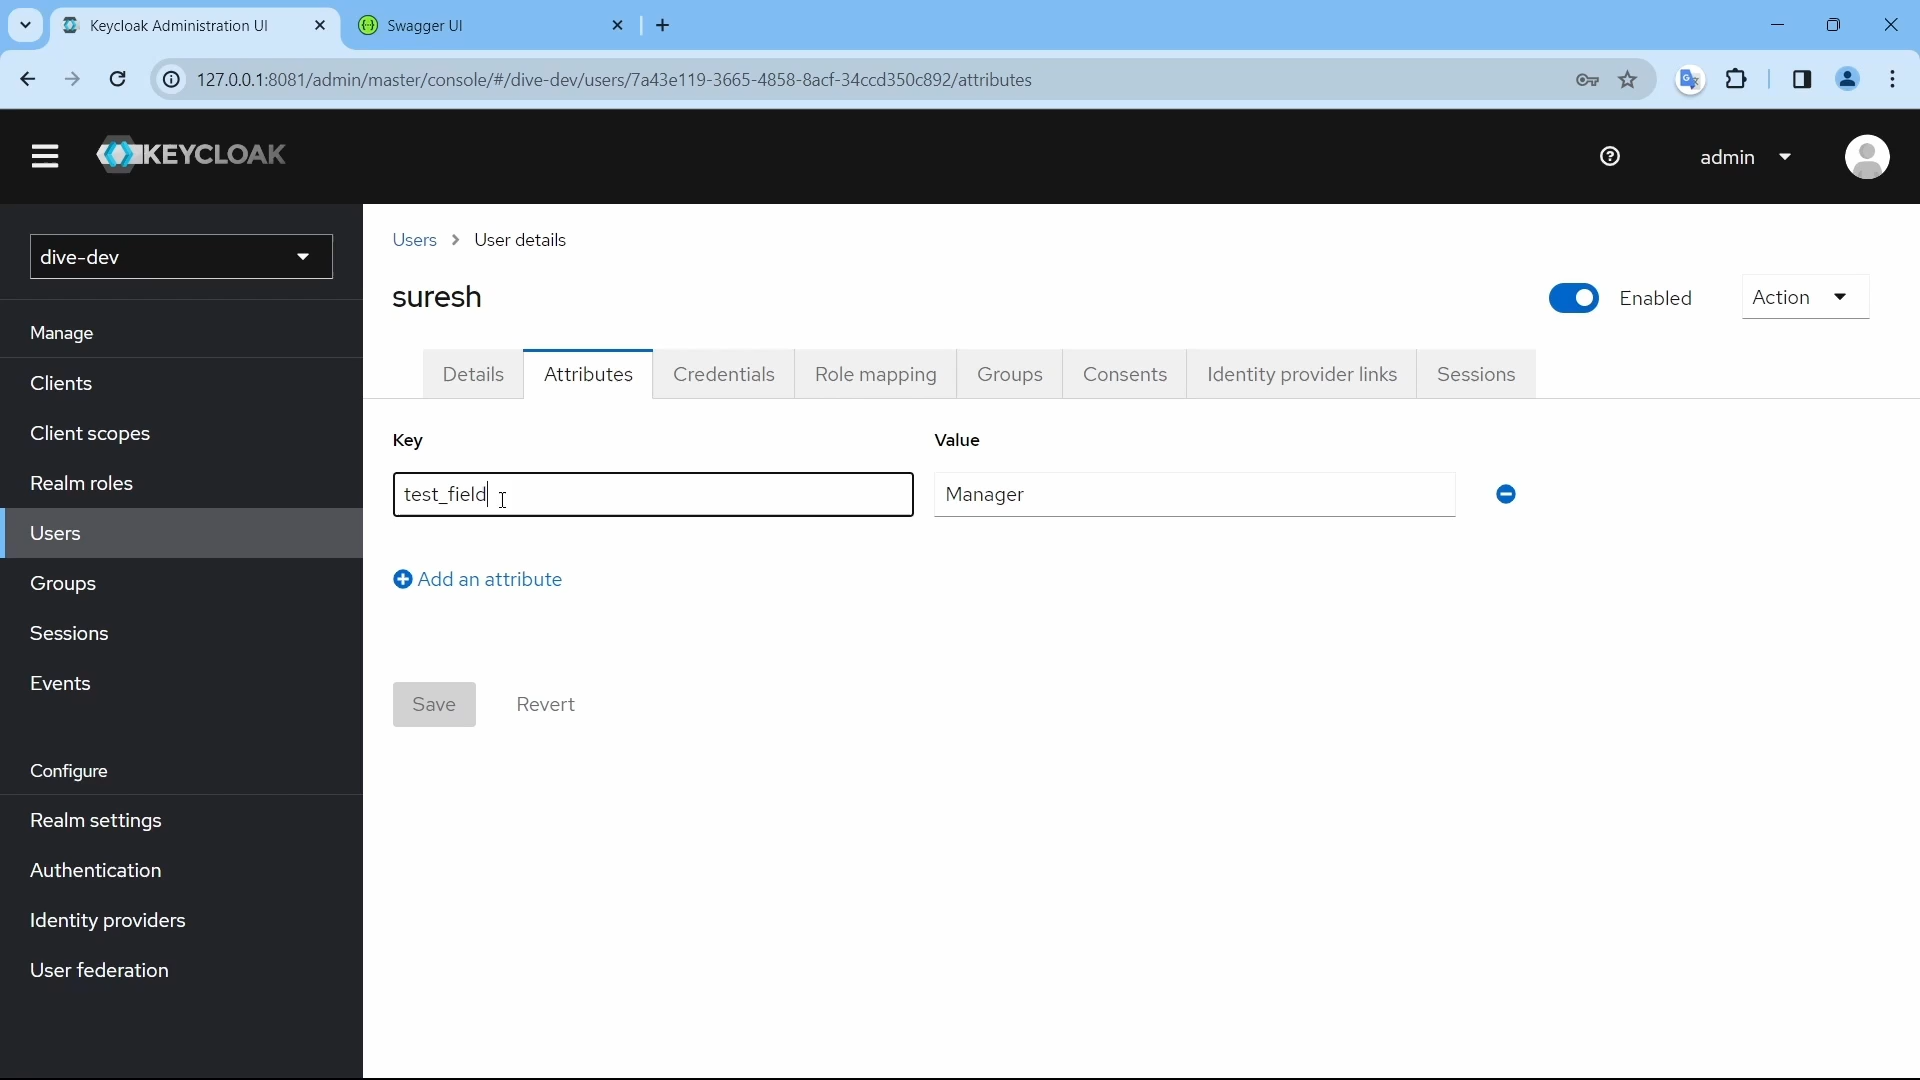 Keycloak Administration UI
Swagger UI
127.0.0.1:8081/admin/master/console/#/dive-dev/users/7a43e119-3665-4858-8acf-34ccd350c892/attributes
KEYCLOAK
admin
dive-dev
Manage
Clients
Client scopes
Realm roles
Users
Groups
Sessions
Events
Configure
Realm settings
Authentication
Identity providers
User federation
Users > User details
suresh
Enabled
Action
Details
Attributes
Credentials
Role mapping
Groups
Consents
Identity provider links
Sessions
Key
Value
test_field
Manager
Add an attribute
Save
Revert